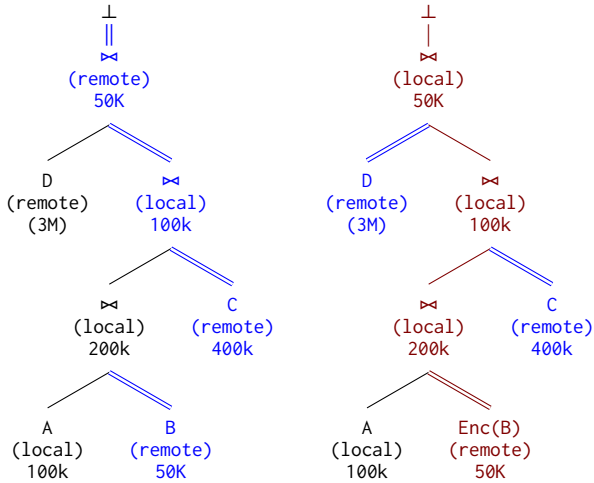 ⊥
⋈
(remote)
50K
D
(remote)
(3M)
⋈
(local)
100k
⋈
(local)
200k
C
(remote)
400k
A
(local)
100k
B
(remote)
50K
⊥
⋈
(local)
50K
D
(remote)
(3M)
⋈
(local)
100k
⋈
(local)
200k
C
(remote)
400k
A
(local)
100k
Enc(B)
(remote)
50K